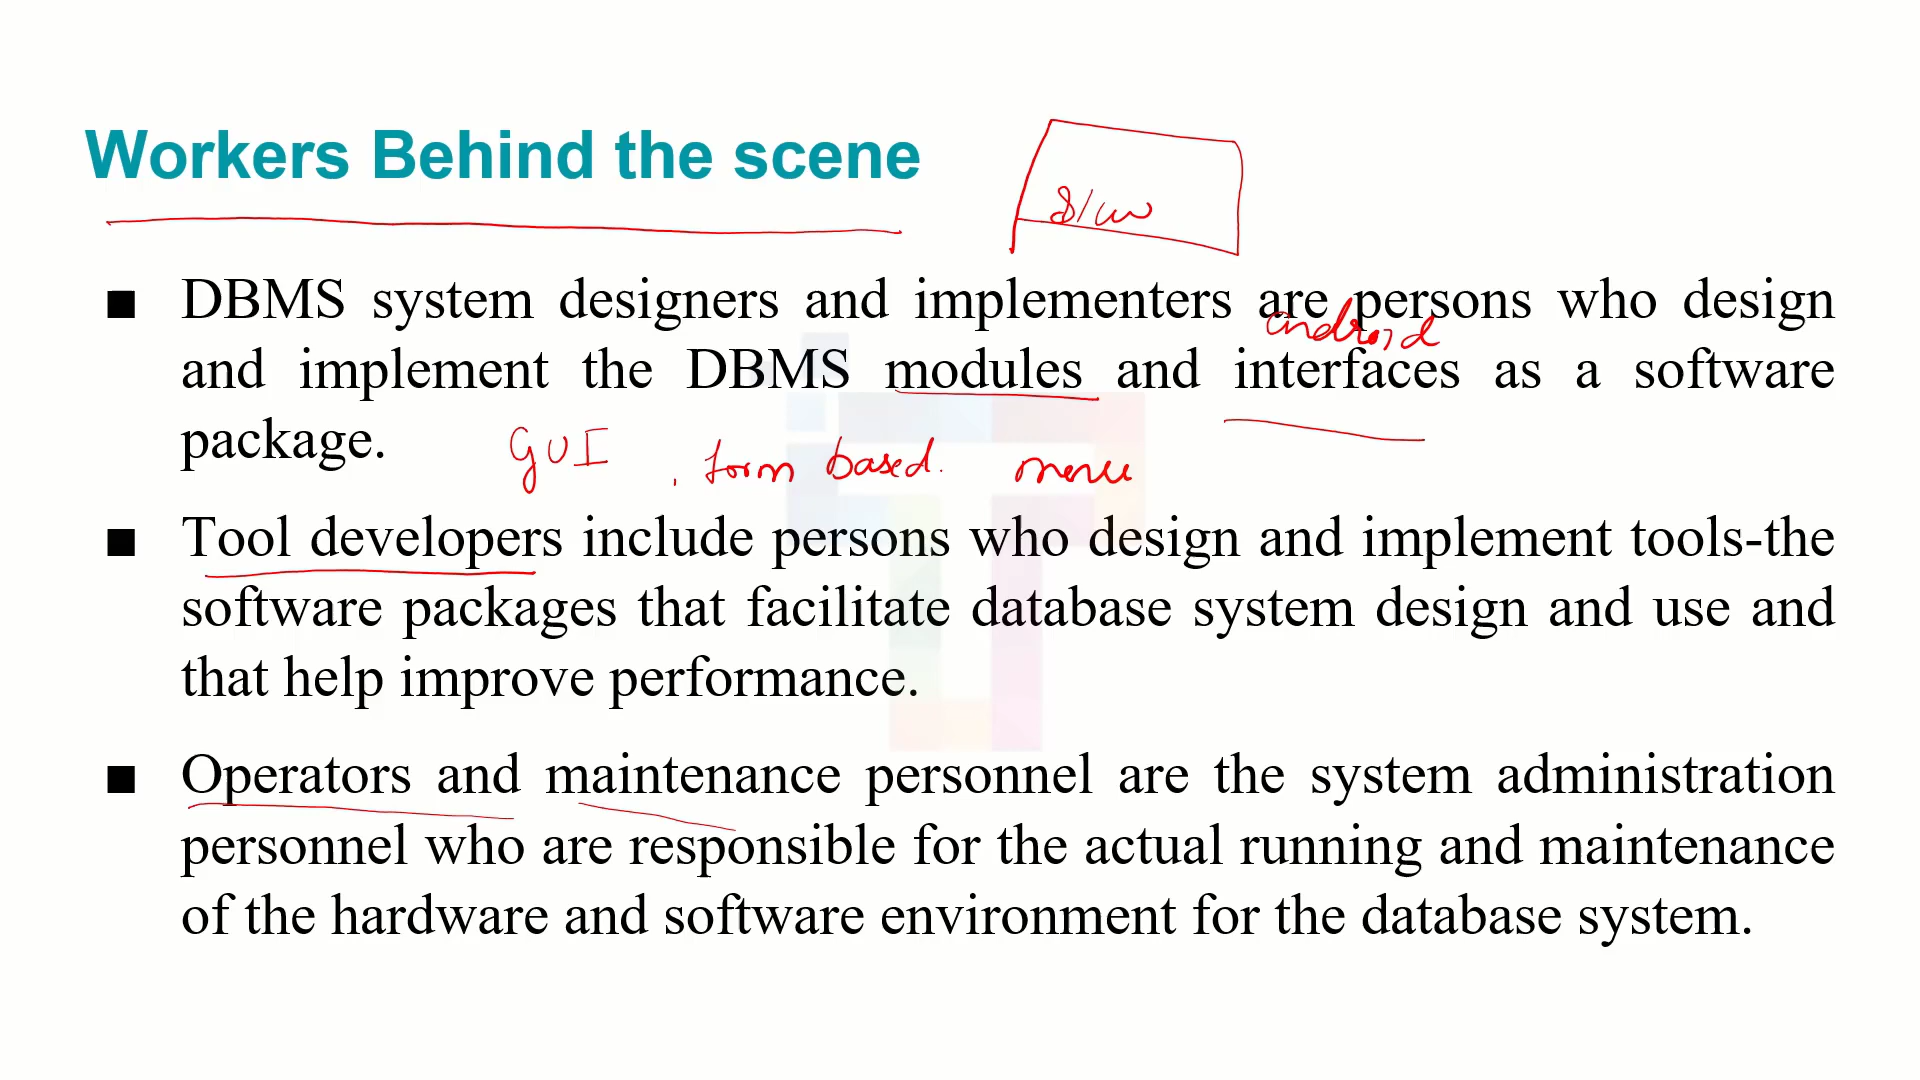 Workers Behind the scene
S/w
■ DBMS system designers and implementers are persons who design
android
and implement the DBMS modules and interfaces as a software
package.
GUI , form based. menu
■ Tool developers include persons who design and implement tools-the
software packages that facilitate database system design and use and
that help improve performance.
■ Operators and maintenance personnel are the system administration
personnel who are responsible for the actual running and maintenance
of the hardware and software environment for the database system.